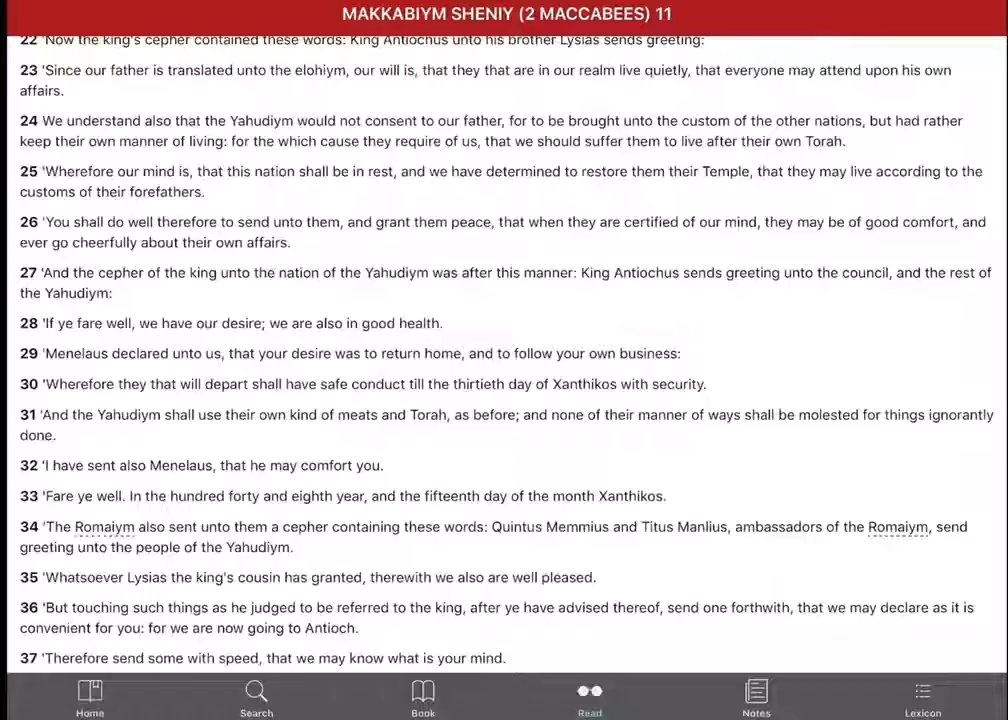 MAKKABIYM SHENIY (2 MACCABEES) 11
22 'Now the king's cepher contained these words: King Antiochus unto his brother Lysias sends greeting:
23 'Since our father is translated unto the elohiym, our will is, that they that are in our realm live quietly, that everyone may attend upon his own
affairs.
24 We understand also that the Yahudiym would not consent to our father, for to be brought unto the custom of the other nations, but had rather
keep their own manner of living: for the which cause they require of us, that we should suffer them to live after their own Torah.
25 'Wherefore our mind is, that this nation shall be in rest, and we have determined to restore them their Temple, that they may live according to the
customs of their forefathers.
26 'You shall do well therefore to send unto them, and grant them peace, that when they are certified of our mind, they may be of good comfort, and
ever go cheerfully about their own affairs.
27 'And the cepher of the king unto the nation of the Yahudiym was after this manner: King Antiochus sends greeting unto the council, and the rest of
the Yahudiym:
28 'If ye fare well, we have our desire; we are also in good health.
29 'Menelaus declared unto us, that your desire was to return home, and to follow your own business:
30 'Wherefore they that will depart shall have safe conduct till the thirtieth day of Xanthikos with security.
31 'And the Yahudiym shall use their own kind of meats and Torah, as before; and none of their manner of ways shall be molested for things ignorantly
done.
32 'I have sent also Menelaus, that he may comfort you.
33 'Fare ye well. In the hundred forty and eighth year, and the fifteenth day of the month Xanthikos.
34 'The Romaiym also sent unto them a cepher containing these words: Quintus Memmius and Titus Manlius, ambassadors of the Romaiym, send
greeting unto the people of the Yahudiym.
35 'Whatsoever Lysias the king's cousin has granted, therewith we also are well pleased.
36 'But touching such things as he judged to be referred to the king, after ye have advised thereof, send one forthwith, that we may declare as it is
convenient for you: for we are now going to Antioch.
37 'Therefore send some with speed, that we may know what is your mind.
Home Search Book Read Notes Lexicon